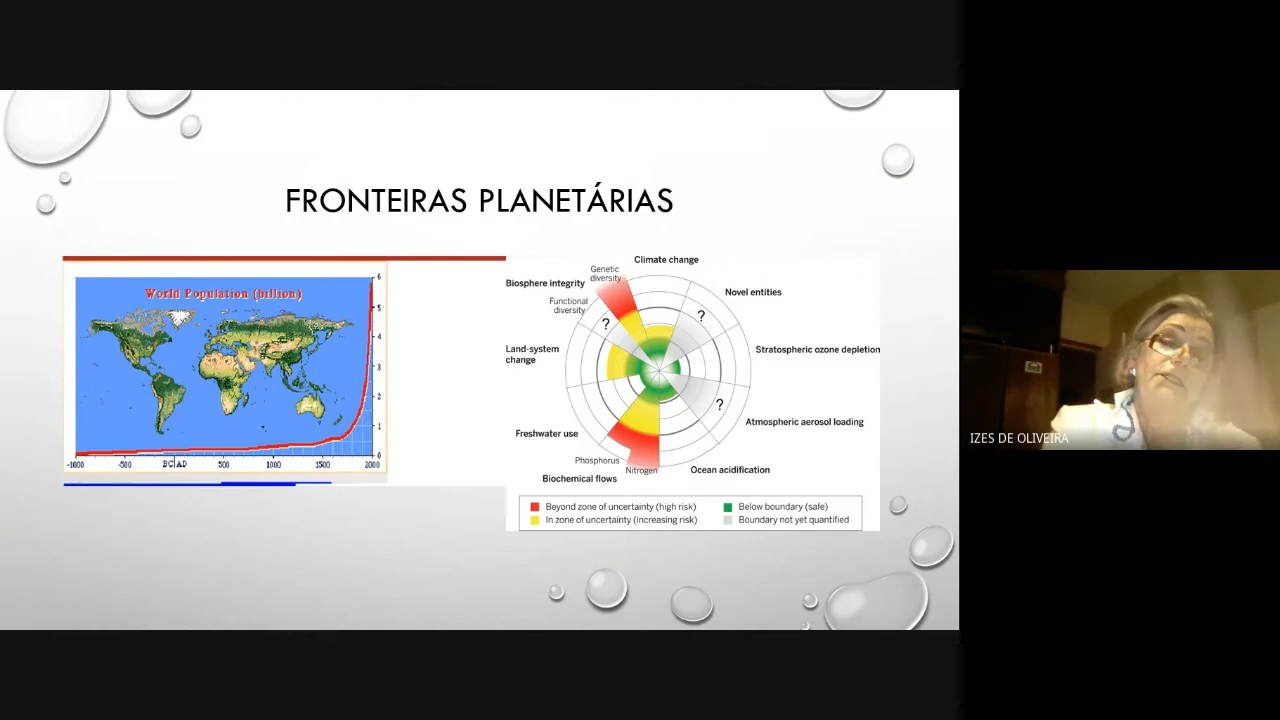 FRONTEIRAS PLANETÁRIAS
World Population (billion)
6
5
4
3
2
1
0
-1000
-500
BC|AD
500
1000
1500
2000
Climate change
Genetic
diversity
Biosphere integrity
Functional
diversity
Novel entities
?
?
Land-system
change
Stratospheric ozone depletion
?
Freshwater use
Atmospheric aerosol loading
Phosphorus
Nitrogen
Biochemical flows
Ocean acidification
Beyond zone of uncertainty (high risk)
In zone of uncertainty (increasing risk)
Below boundary (safe)
Boundary not yet quantified
IZES DE OLIVEIRA